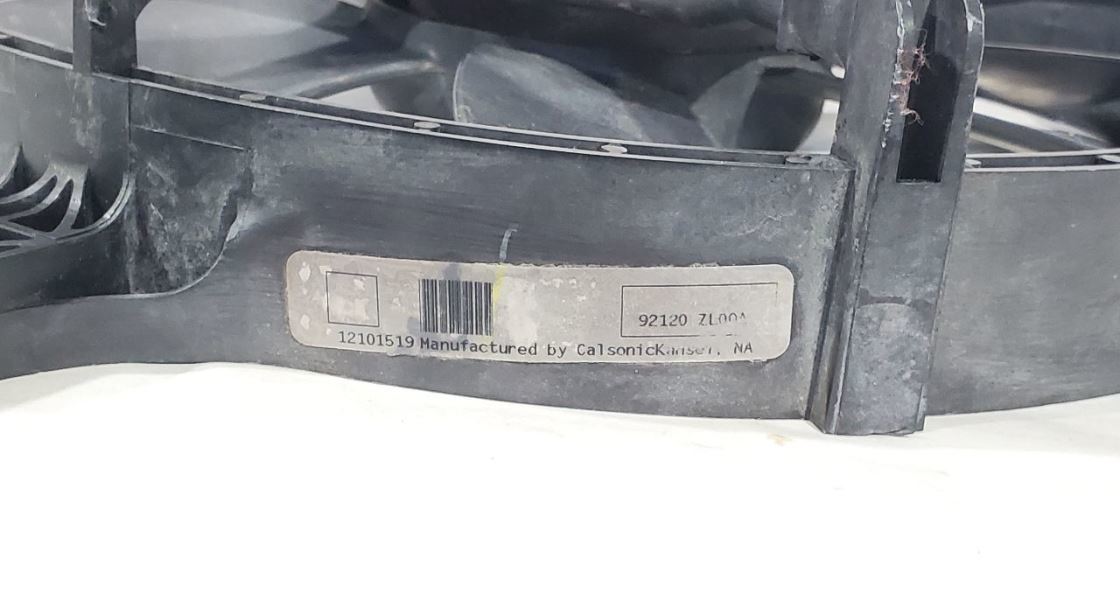 92120 ZL00A
12101519 Manufactured by CalsonicKansei, NA